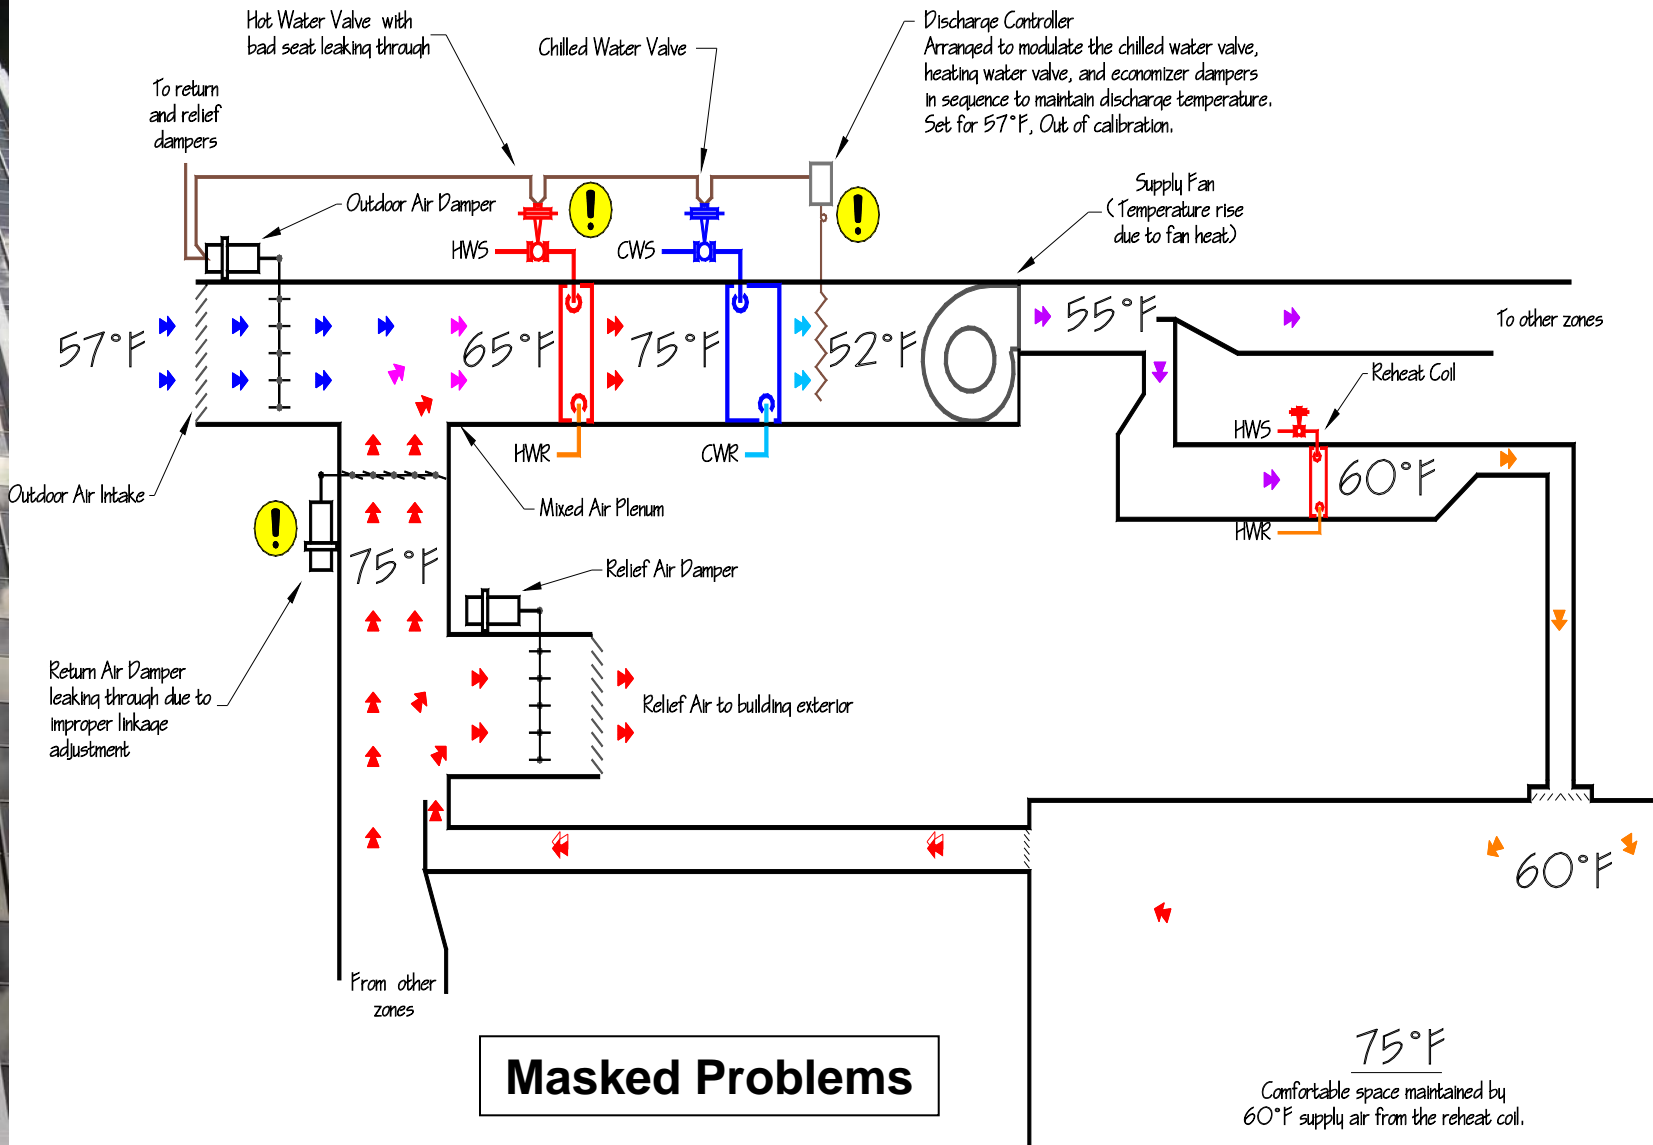 Hot Water Valve with
bad seat leaking through
Chilled Water Valve
Discharge Controller
Arranged to modulate the chilled water valve,
heating water valve, and economizer dampers
in sequence to maintain discharge temperature.
Set for 57°F, Out of calibration.
To return
and relief
dampers
Outdoor Air Damper
!
!
Supply Fan
(Temperature rise
due to fan heat)
HWS
CWS
57°F
65°F
75°F
52°F
55°F
To other zones
Reheat Coil
HWS
HWR
CWR
60°F
HWR
Outdoor Air Intake
Mixed Air Plenum
!
75°F
Relief Air Damper
Return Air Damper
leaking through due to
improper linkage
adjustment
Relief Air to building exterior
60°F
From other
zones
Masked Problems
75°F
Comfortable space maintained by
60°F supply air from the reheat coil.